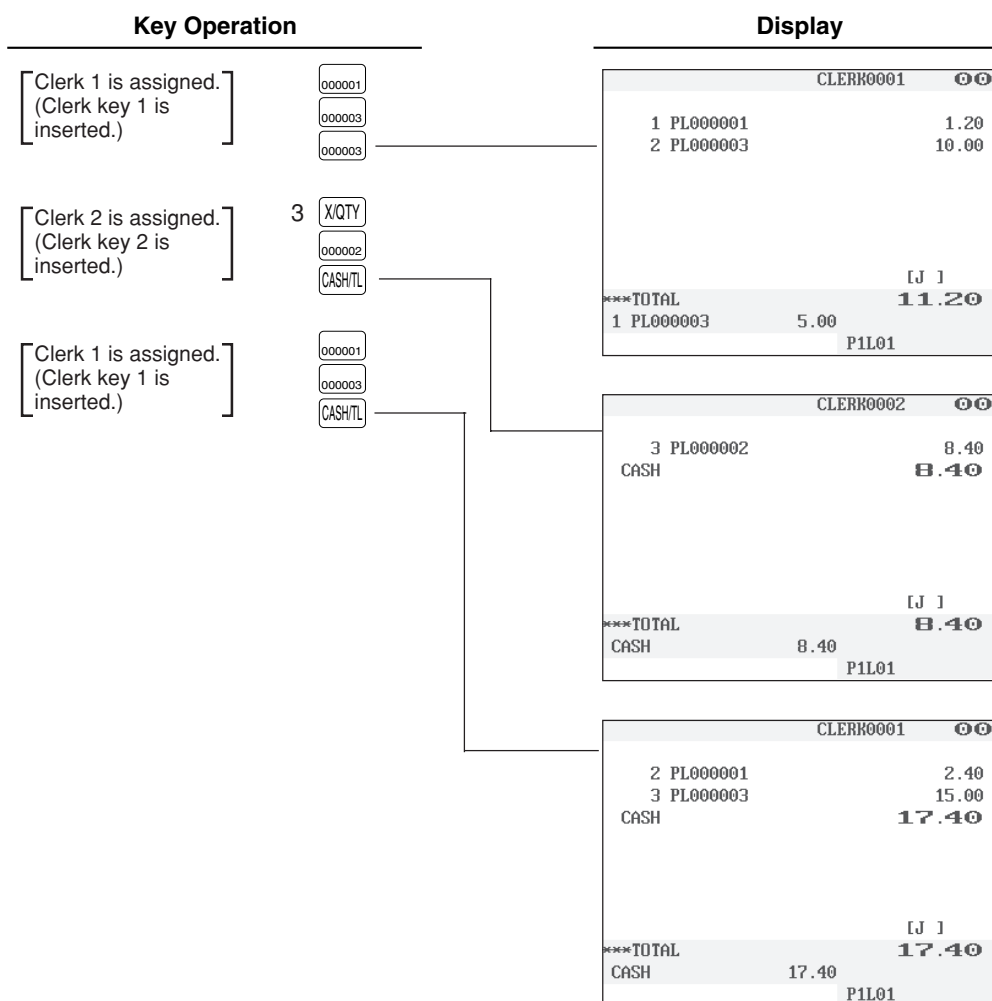 Key Operation
Display
Clerk 1 is assigned.
(Clerk key 1 is
inserted.)
000001
000003
000003
CLERK0001 00
1 PL000001 1.20
2 PL000003 10.00
[J ]
***TOTAL 11.20
1 PL000003 5.00
P1L01
Clerk 2 is assigned.
(Clerk key 2 is
inserted.)
3 X/QTY
000002
CASH/TL
CLERK0002 00
3 PL000002 8.40
CASH 8.40
[J ]
***TOTAL 8.40
CASH 8.40
P1L01
Clerk 1 is assigned.
(Clerk key 1 is
inserted.)
000001
000003
CASH/TL
CLERK0001 00
2 PL000001 2.40
3 PL000003 15.00
CASH 17.40
[J ]
***TOTAL 17.40
CASH 17.40
P1L01